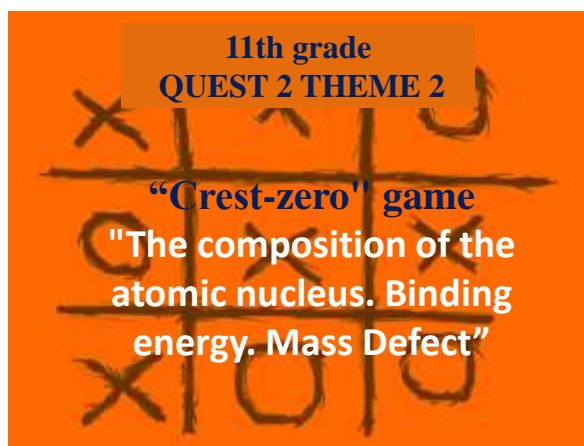 11th grade
QUEST 2 THEME 2
“Crest-zero" game
"The composition of the
atomic nucleus. Binding
energy. Mass Defect”